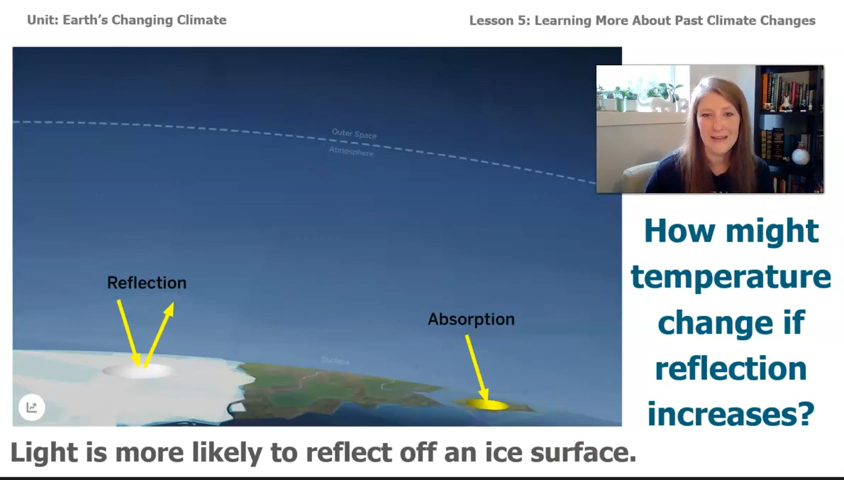 Unit: Earth's Changing Climate
Lesson 5: Learning More About Past Climate Changes
Outer Space
Atmosphere
Reflection
Absorption
Surface
How might
temperature
change if
reflection
increases?
Light is more likely to reflect off an ice surface.